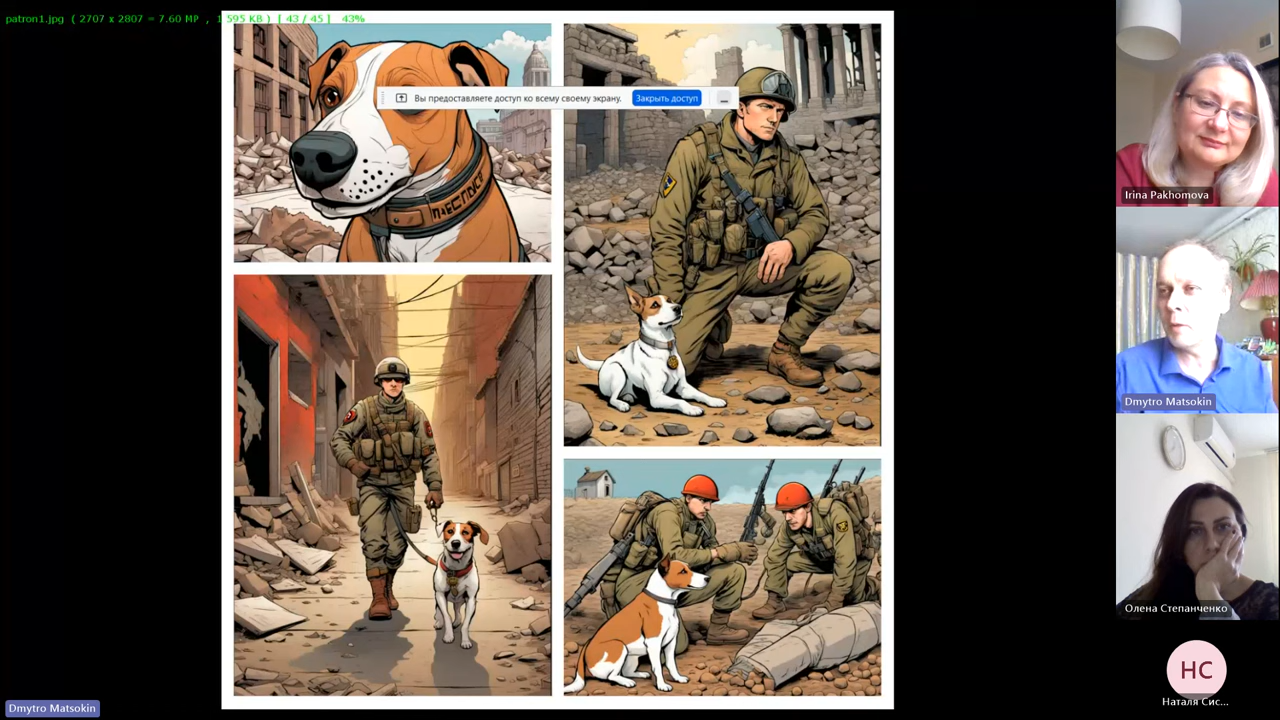 patron1.jpg ( 2707 x 2807 = 7.60 MP , 1 595 KB ) [ 43 / 45 ] 43%
Вы предоставляете доступ ко всему своему экрану.
Закрыть доступ
Irina Pakhomova
Dmytro Matsokin
Олена Степанченко
НС
Наталя Сис...
Dmytro Matsokin